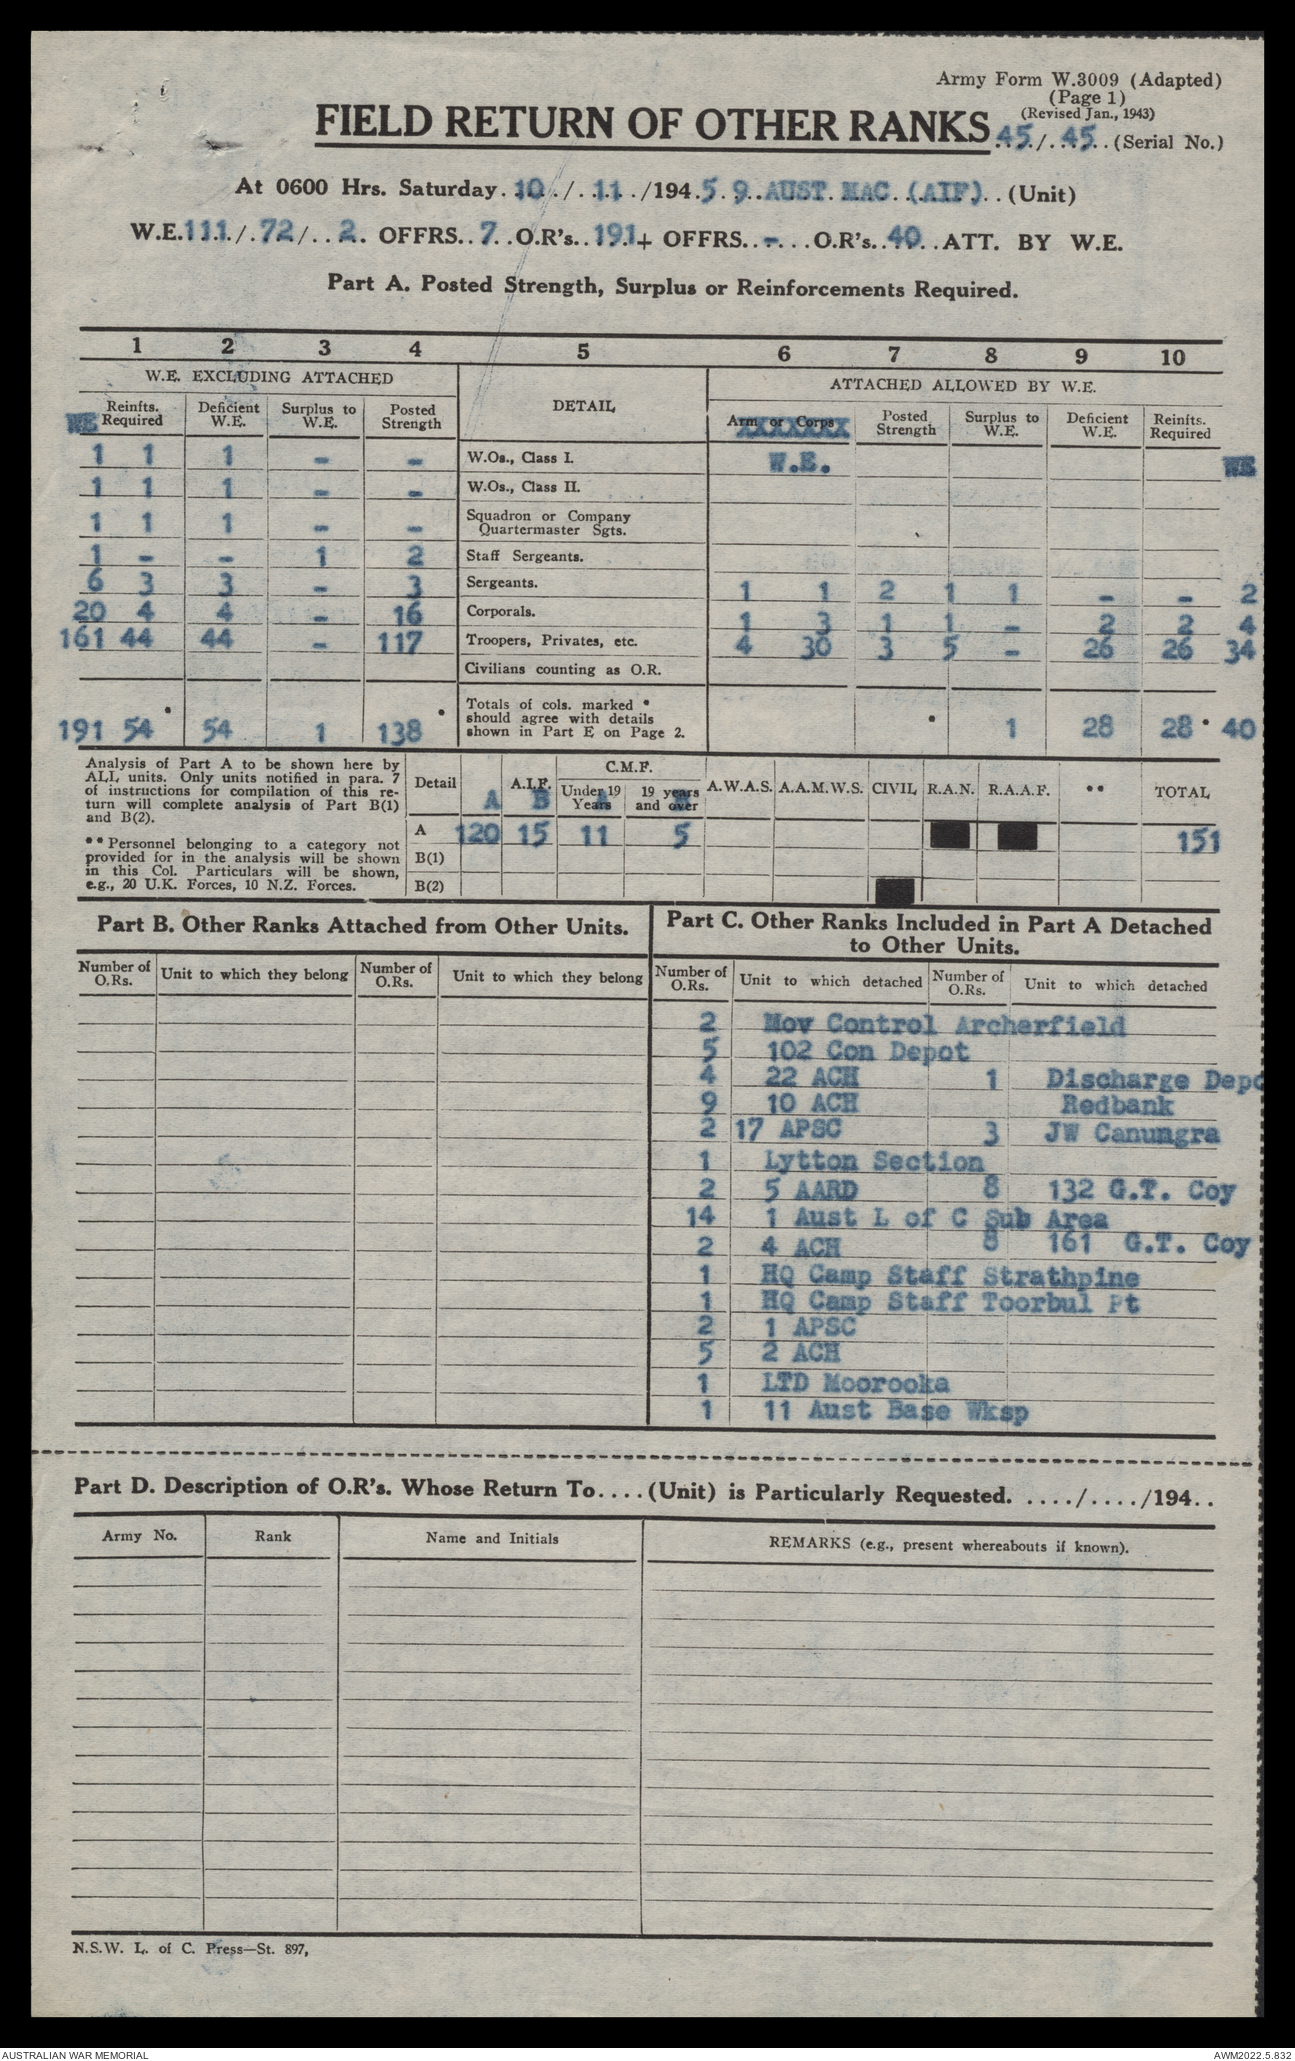 Army Form W.3009 (Adapted)
(Page 1)
(Revised Jan., 1943)
FIELD RETURN OF OTHER RANKS 45/45 (Serial No.)
At 0600 Hrs. Saturday 10/11/1945 9 AUST MAC (AIF) (Unit)
W.E. 111/72/2 OFFRS 7 O.R's 191 + OFFRS - O.R's 40 ATT. BY W.E.
Part A. Posted Strength, Surplus or Reinforcements Required.
1 2 3 4 5 6 7 8 9 10
W.E. EXCLUDING ATTACHED DETAIL ATTACHED ALLOWED BY W.E.
WE Reinfts. Required Deficient W.E. Surplus to W.E. Posted Strength Arm or Corps XXXXXXX Posted Strength Surplus to W.E. Deficient W.E. Reinfts. Required
1 1 1 - - W.Os., Class I. W.E. WE
1 1 1 - - W.Os., Class II.
1 1 1 - - Squadron or Company Quartermaster Sgts.
1 - - 1 2 Staff Sergeants.
6 3 3 - 3 Sergeants. 1 1 2 1 1 - - 2
20 4 4 - 16 Corporals. 1 3 1 1 - 2 2 4
161 44 44 - 117 Troopers, Privates, etc. 4 30 3 5 - 26 26 34
Civilians counting as O.R.
191 54 * 54 1 138 * Totals of cols. marked * should agree with details shown in Part E on Page 2. * 1 28 28 * 40
Analysis of Part A to be shown here by
ALL units. Only units notified in para. 7
of instructions for compilation of this re-
turn will complete analysis of Part B(1)
and B(2).
** Personnel belonging to a category not
provided for in the analysis will be shown
in this Col. Particulars will be shown,
e.g., 20 U.K. Forces, 10 N.Z. Forces.
Detail A A.I.F. B C.M.F. Under 19 Years A 19 years and over B A.W.A.S. A.A.M.W.S. CIVIL R.A.N. R.A.A.F. ** TOTAL
A 120 15 11 5 151
B(1)
B(2)
Part B. Other Ranks Attached from Other Units.
Number of O.Rs. Unit to which they belong Number of O.Rs. Unit to which they belong
Part C. Other Ranks Included in Part A Detached
to Other Units.
Number of O.Rs. Unit to which detached Number of O.Rs. Unit to which detached
2 Mov Control Archerfield
5 102 Con Depot
4 22 ACH 1 Discharge Depo
9 10 ACH Redbank
2 17 APSC 3 JW Canungra
1 Lytton Section
2 5 AARD 8 132 G.T. Coy
14 1 Aust L of C Sub Area
2 4 ACH 8 161 G.T. Coy
1 HQ Camp Staff Strathpine
1 HQ Camp Staff Toorbul Pt
2 1 APSC
5 2 ACH
1 LTD Moorooka
1 11 Aust Base Wksp
Part D. Description of O.R's. Whose Return To....(Unit) is Particularly Requested. ..../..../194..
Army No. Rank Name and Initials REMARKS (e.g., present whereabouts if known).
N.S.W. L. of C. Press—St. 897,
AUSTRALIAN WAR MEMORIAL AWM2022.5.832